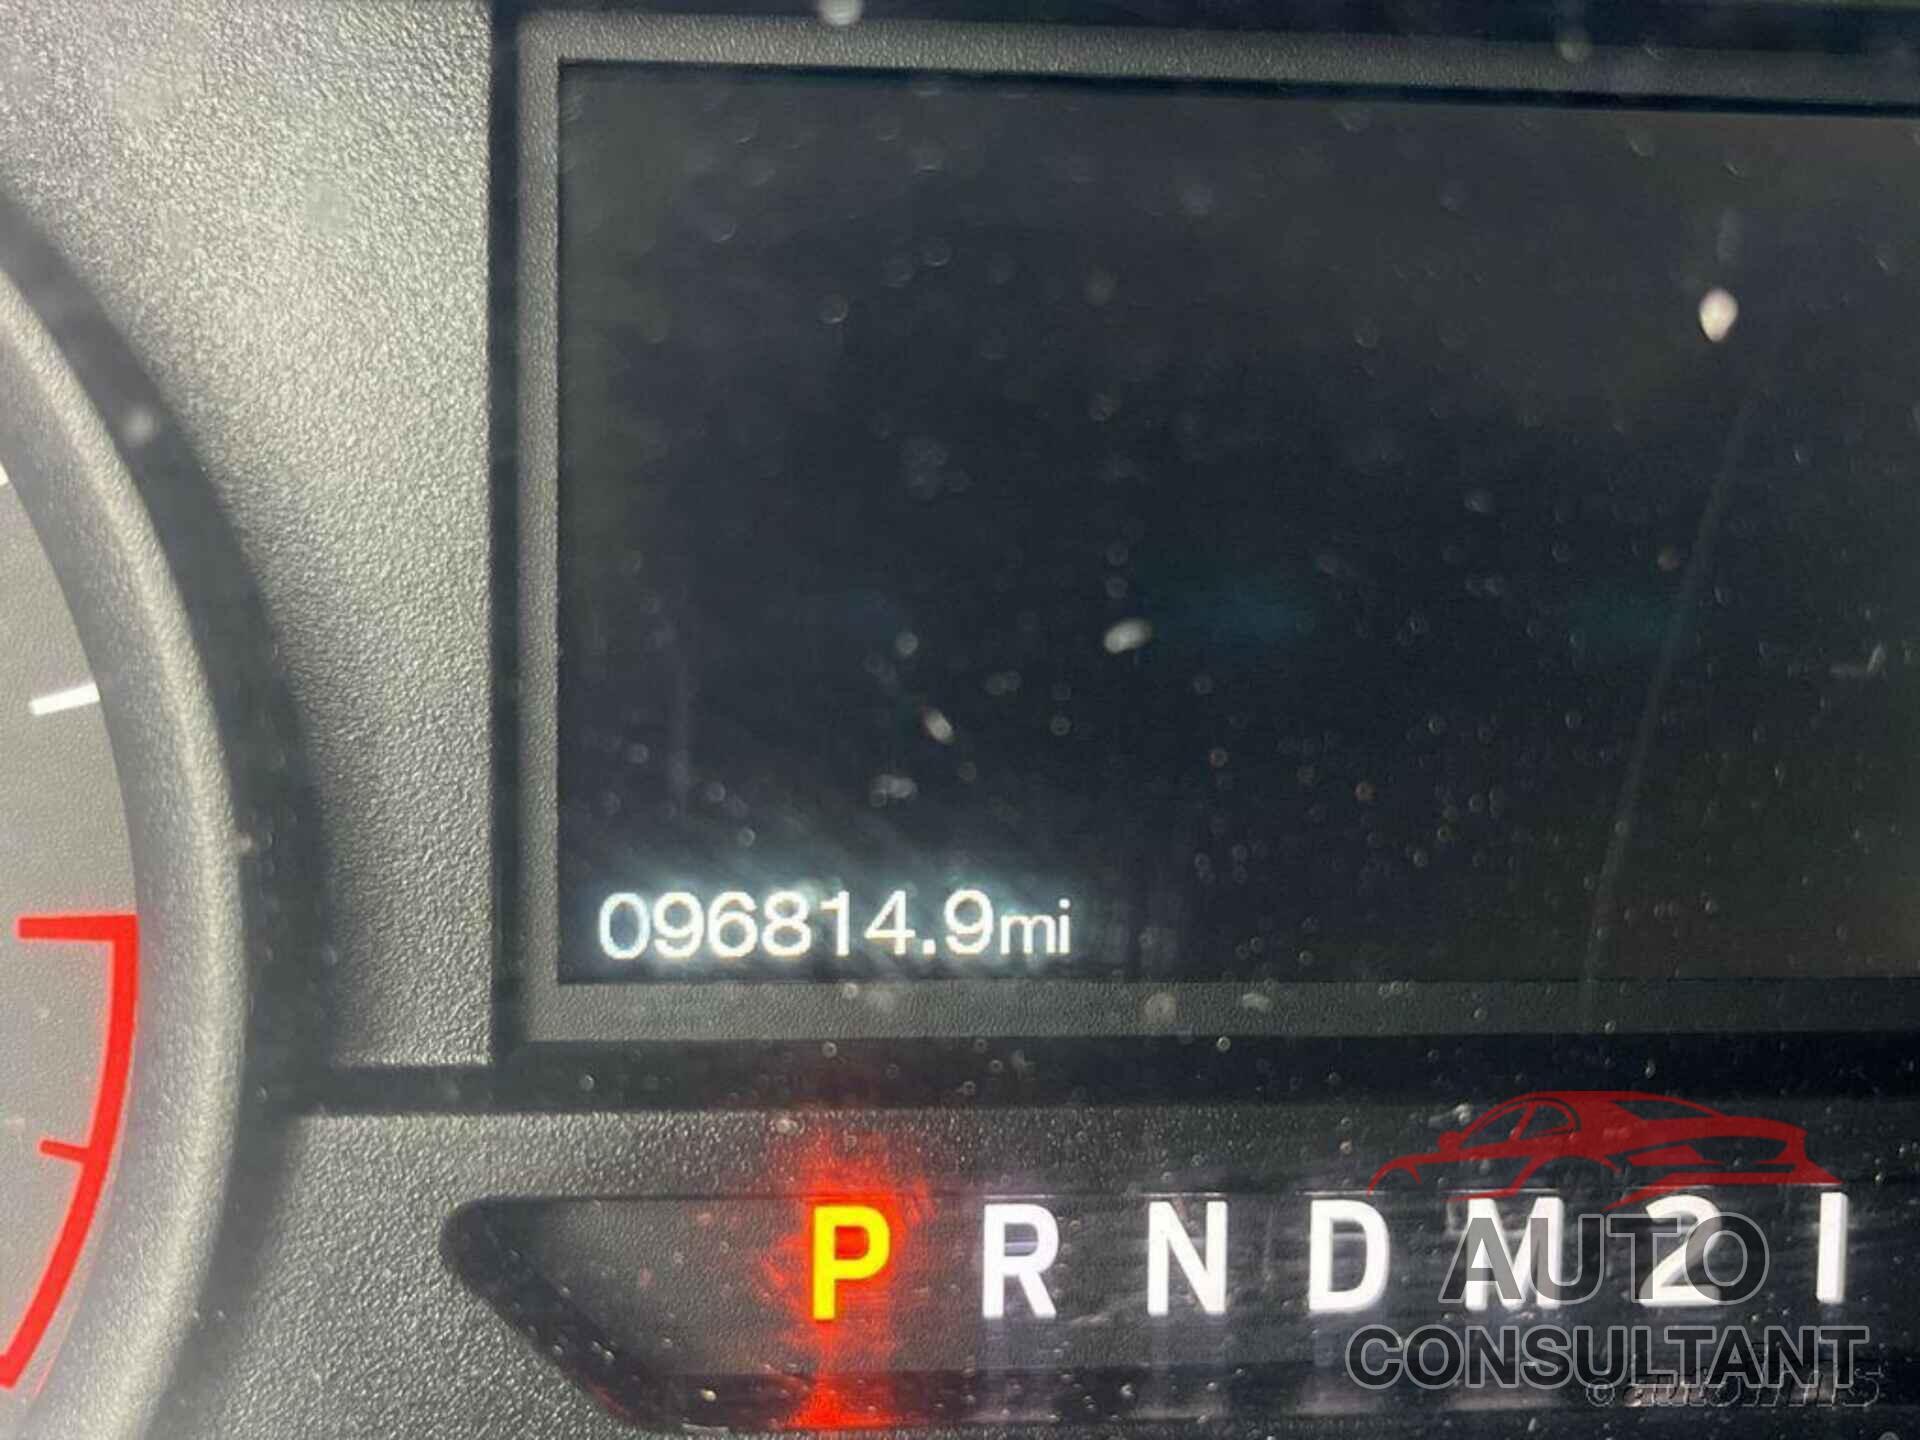 096814.9mi
P R N D M 2 1
AUTO
CONSULTANT